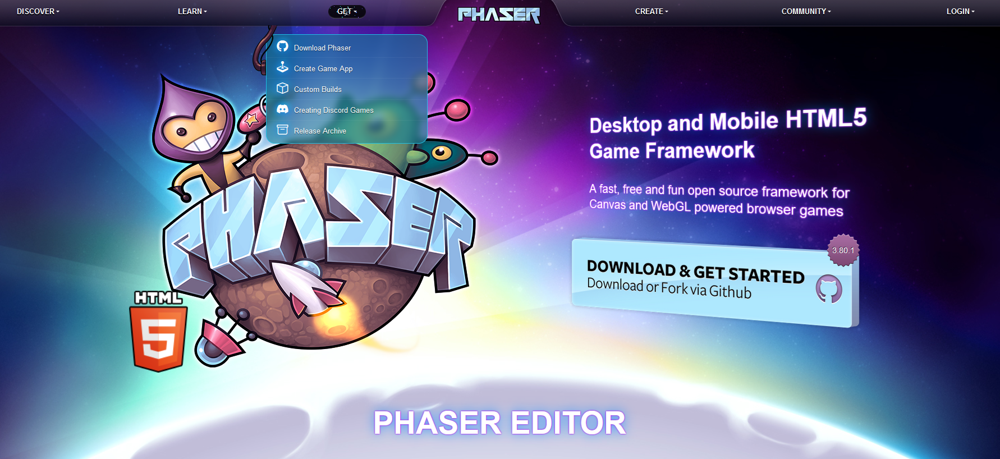 DISCOVER
LEARN
GET
PHASER
CREATE
COMMUNITY
LOGIN
Download Phaser
Create Game App
Custom Builds
Creating Discord Games
Release Archive
PHASER
HTML
5
Desktop and Mobile HTML5
Game Framework
A fast, free and fun open source framework for
Canvas and WebGL powered browser games
3.80.1
DOWNLOAD & GET STARTED
Download or Fork via Github
PHASER EDITOR